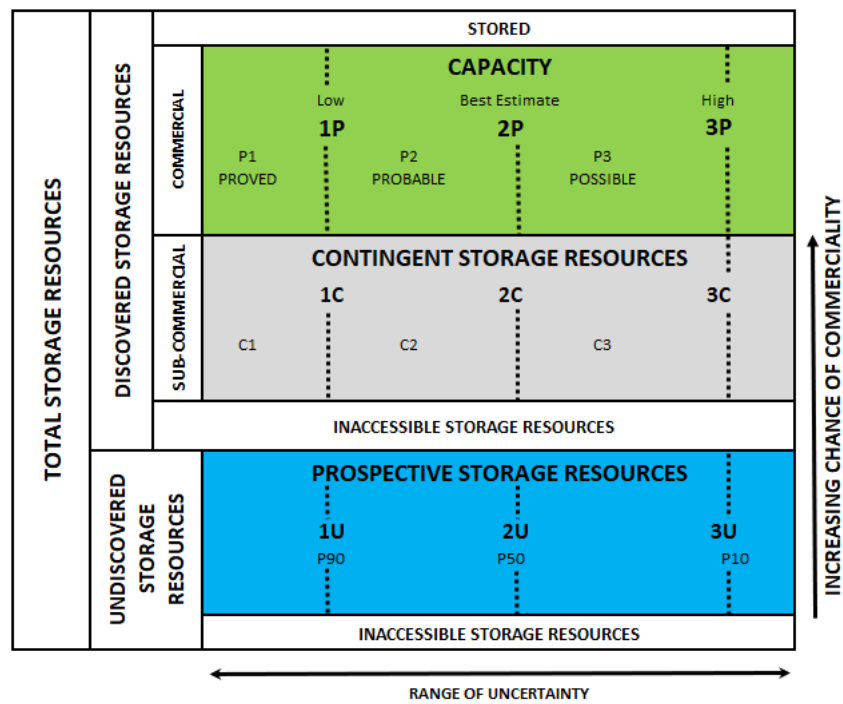 TOTAL STORAGE RESOURCES
DISCOVERED STORAGE RESOURCES
STORED
COMMERCIAL
CAPACITY
Low
Best Estimate
High
1P
2P
3P
P1
PROVED
P2
PROBABLE
P3
POSSIBLE
SUB-COMMERCIAL
CONTINGENT STORAGE RESOURCES
1C
2C
3C
C1
C2
C3
INACCESSIBLE STORAGE RESOURCES
UNDISCOVERED
STORAGE
RESOURCES
PROSPECTIVE STORAGE RESOURCES
1U
2U
3U
P90
P50
P10
INACCESSIBLE STORAGE RESOURCES
INCREASING CHANCE OF COMMERCIALITY
RANGE OF UNCERTAINTY